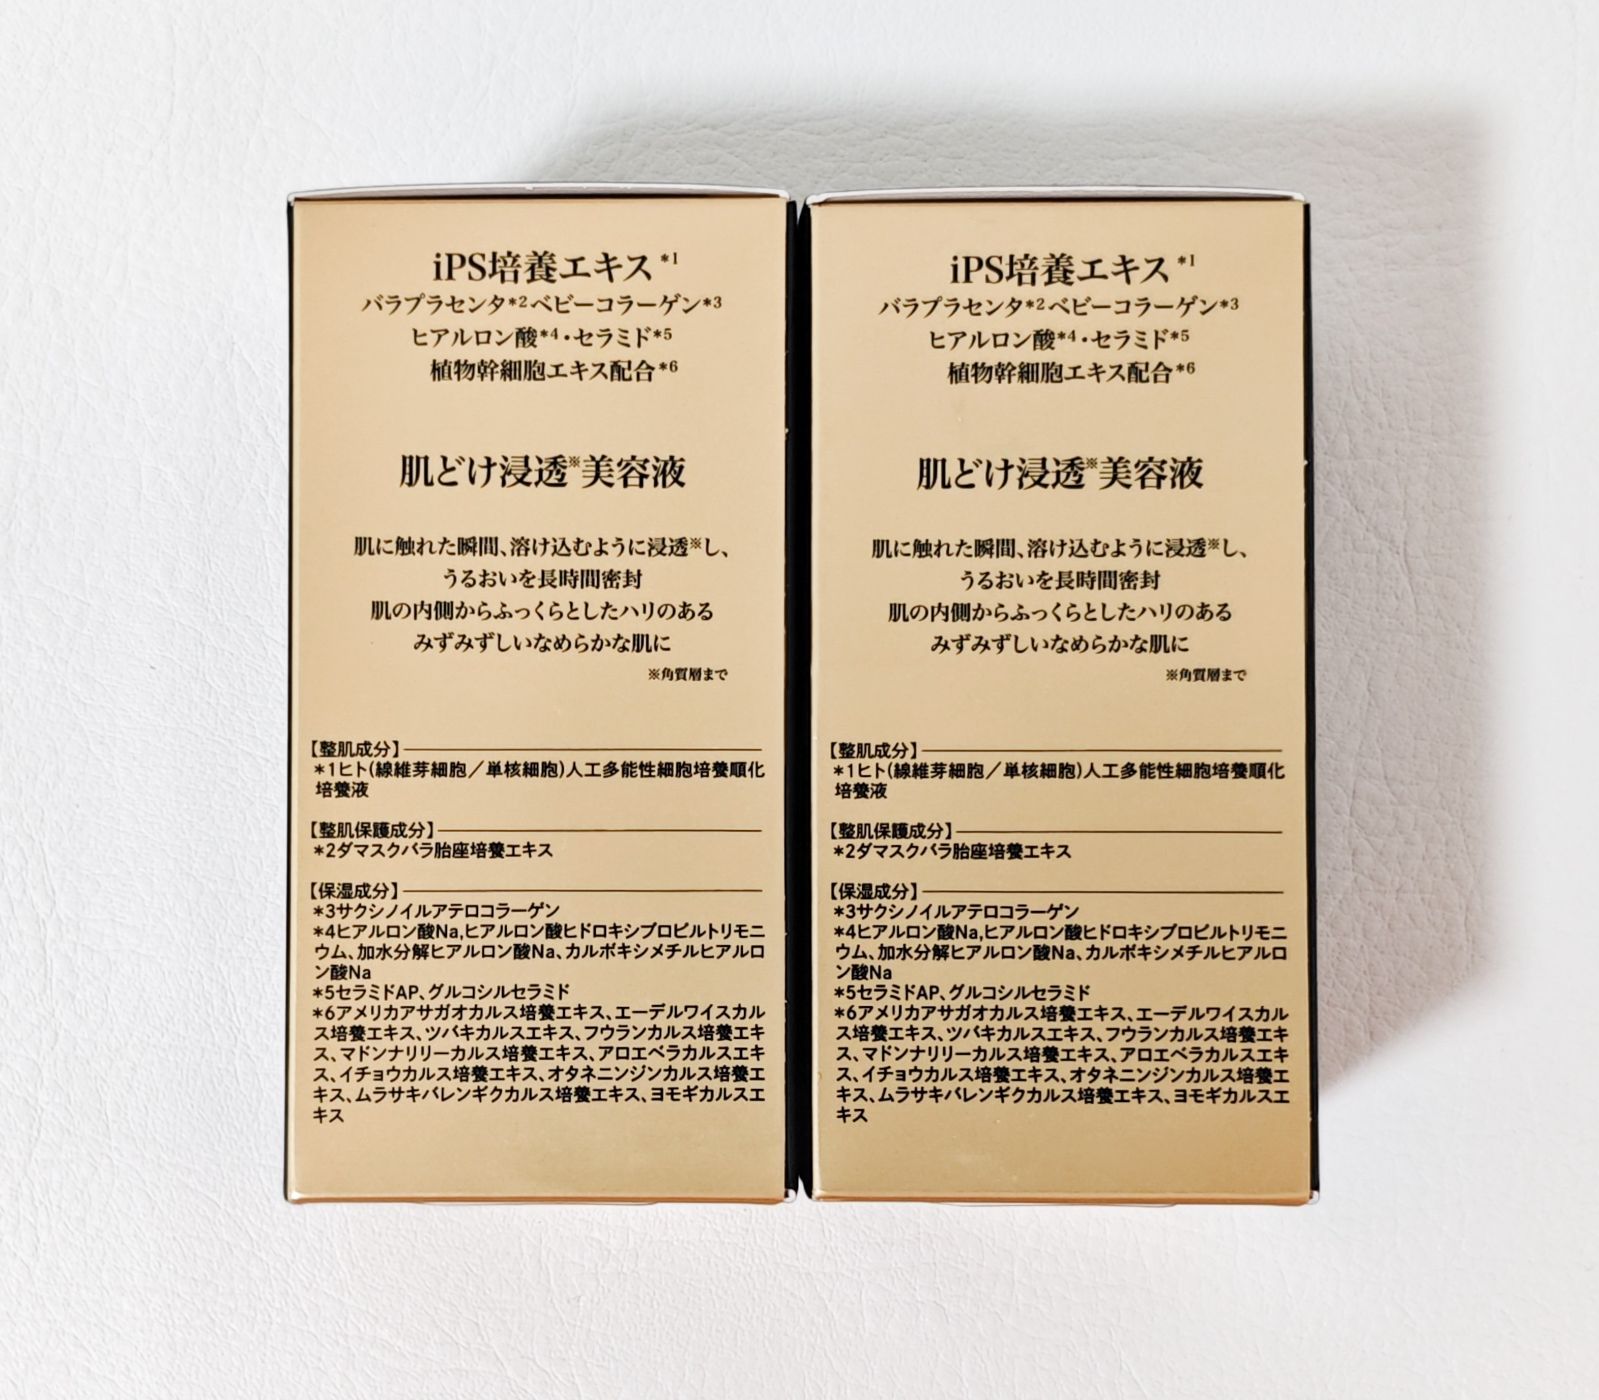 iPS培養エキス*1
バラプラセンタ*2ベビーコラーゲン*3
ヒアルロン酸*4・セラミド*5
植物幹細胞エキス配合*6
肌どけ浸透※美容液
肌に触れた瞬間、溶け込むように浸透※し、
うるおいを長時間密封
肌の内側からふっくらとしたハリのある
みずみずしいなめらかな肌に
※角質層まで
【整肌成分】
*1ヒト(線維芽細胞/単核細胞)人工多能性細胞培養順化
培養液
【整肌保護成分】
*2ダマスクバラ胎座培養エキス
【保湿成分】
*3サクシノイルアテロコラーゲン
*4ヒアルロン酸Na,ヒアルロン酸ヒドロキシプロピルトリモニ
ウム、加水分解ヒアルロン酸Na、カルボキシメチルヒアルロ
ン酸Na
*5セラミドAP、グルコシルセラミド
*6アメリカアサガオカルス培養エキス、エーデルワイスカル
ス培養エキス、ツバキカルスエキス、フウランカルス培養エキ
ス、マドンナリリーカルス培養エキス、アロエベラカルスエキ
ス、イチョウカルス培養エキス、オタネニンジンカルス培養エ
キス、ムラサキバレンギクカルス培養エキス、ヨモギカルスエ
キス
iPS培養エキス*1
バラプラセンタ*2ベビーコラーゲン*3
ヒアルロン酸*4・セラミド*5
植物幹細胞エキス配合*6
肌どけ浸透※美容液
肌に触れた瞬間、溶け込むように浸透※し、
うるおいを長時間密封
肌の内側からふっくらとしたハリのある
みずみずしいなめらかな肌に
※角質層まで
【整肌成分】
*1ヒト(線維芽細胞/単核細胞)人工多能性細胞培養順化
培養液
【整肌保護成分】
*2ダマスクバラ胎座培養エキス
【保湿成分】
*3サクシノイルアテロコラーゲン
*4ヒアルロン酸Na,ヒアルロン酸ヒドロキシプロピルトリモニ
ウム、加水分解ヒアルロン酸Na、カルボキシメチルヒアルロ
ン酸Na
*5セラミドAP、グルコシルセラミド
*6アメリカアサガオカルス培養エキス、エーデルワイスカル
ス培養エキス、ツバキカルスエキス、フウランカルス培養エキ
ス、マドンナリリーカルス培養エキス、アロエベラカルスエキ
ス、イチョウカルス培養エキス、オタネニンジンカルス培養エ
キス、ムラサキバレンギクカルス培養エキス、ヨモギカルスエ
キス